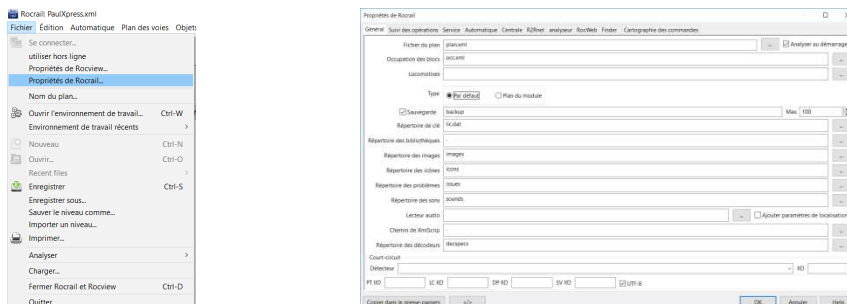 Rocrail: PaulXpress.xml
Fichier Édition Automatique Plan des voies Objets
Se connecter...
utiliser hors ligne
Propriétés de Rocview...
Propriétés de Rocrail...
Nom du plan...
Ouvrir l'environnement de travail... Ctrl-W
Environnement de travail récents >
Nouveau Ctrl-N
Ouvrir... Ctrl-O
Recent files >
Enregistrer Ctrl-S
Enregistrer sous...
Sauver le niveau comme...
Importer un niveau...
Imprimer...
Analyser >
Charger...
Fermer Rocrail et Rocview Ctrl-D
Quitter
Propriétés de Rocrail
Général Suivi des opérations Service Automatique Centrale R2Rnet analyseur RocWeb Finder Cartographie des commandes
Fichier du plan plan.xml ... Analyser au démarrage
Occupation des blocs occ.xml ...
Locomotives ...
Type Par défaut Plan du module
Sauvegarde backup Max. 100
Répertoire de clé lic.dat ...
Répertoire des bibliothèques ...
Répertoire des images images ...
Répertoire des icônes icons ...
Répertoire des problèmes issues ...
Répertoire des sons sounds ...
Lecteur audio ... Ajouter paramètres de localisation
Chemin de XmlScrip . ...
Répertoire des décodeurs decspecs ...
Court-circuit
Détecteur IID
PT IID LC IID DH IID SV IID UTF-8
Copier dans le presse-papiers </> OK Annuler Help